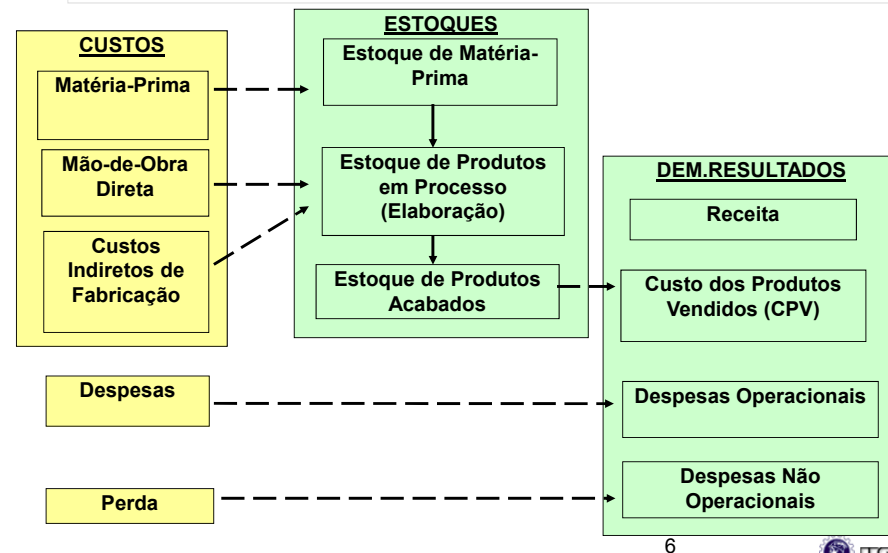 CUSTOS
Matéria-Prima
Mão-de-Obra
Direta
Custos
Indiretos de
Fabricação
Despesas
Perda
ESTOQUES
Estoque de Matéria-
Prima
Estoque de Produtos
em Processo
(Elaboração)
Estoque de Produtos
Acabados
DEM.RESULTADOS
Receita
Custo dos Produtos
Vendidos (CPV)
Despesas Operacionais
Despesas Não
Operacionais
6